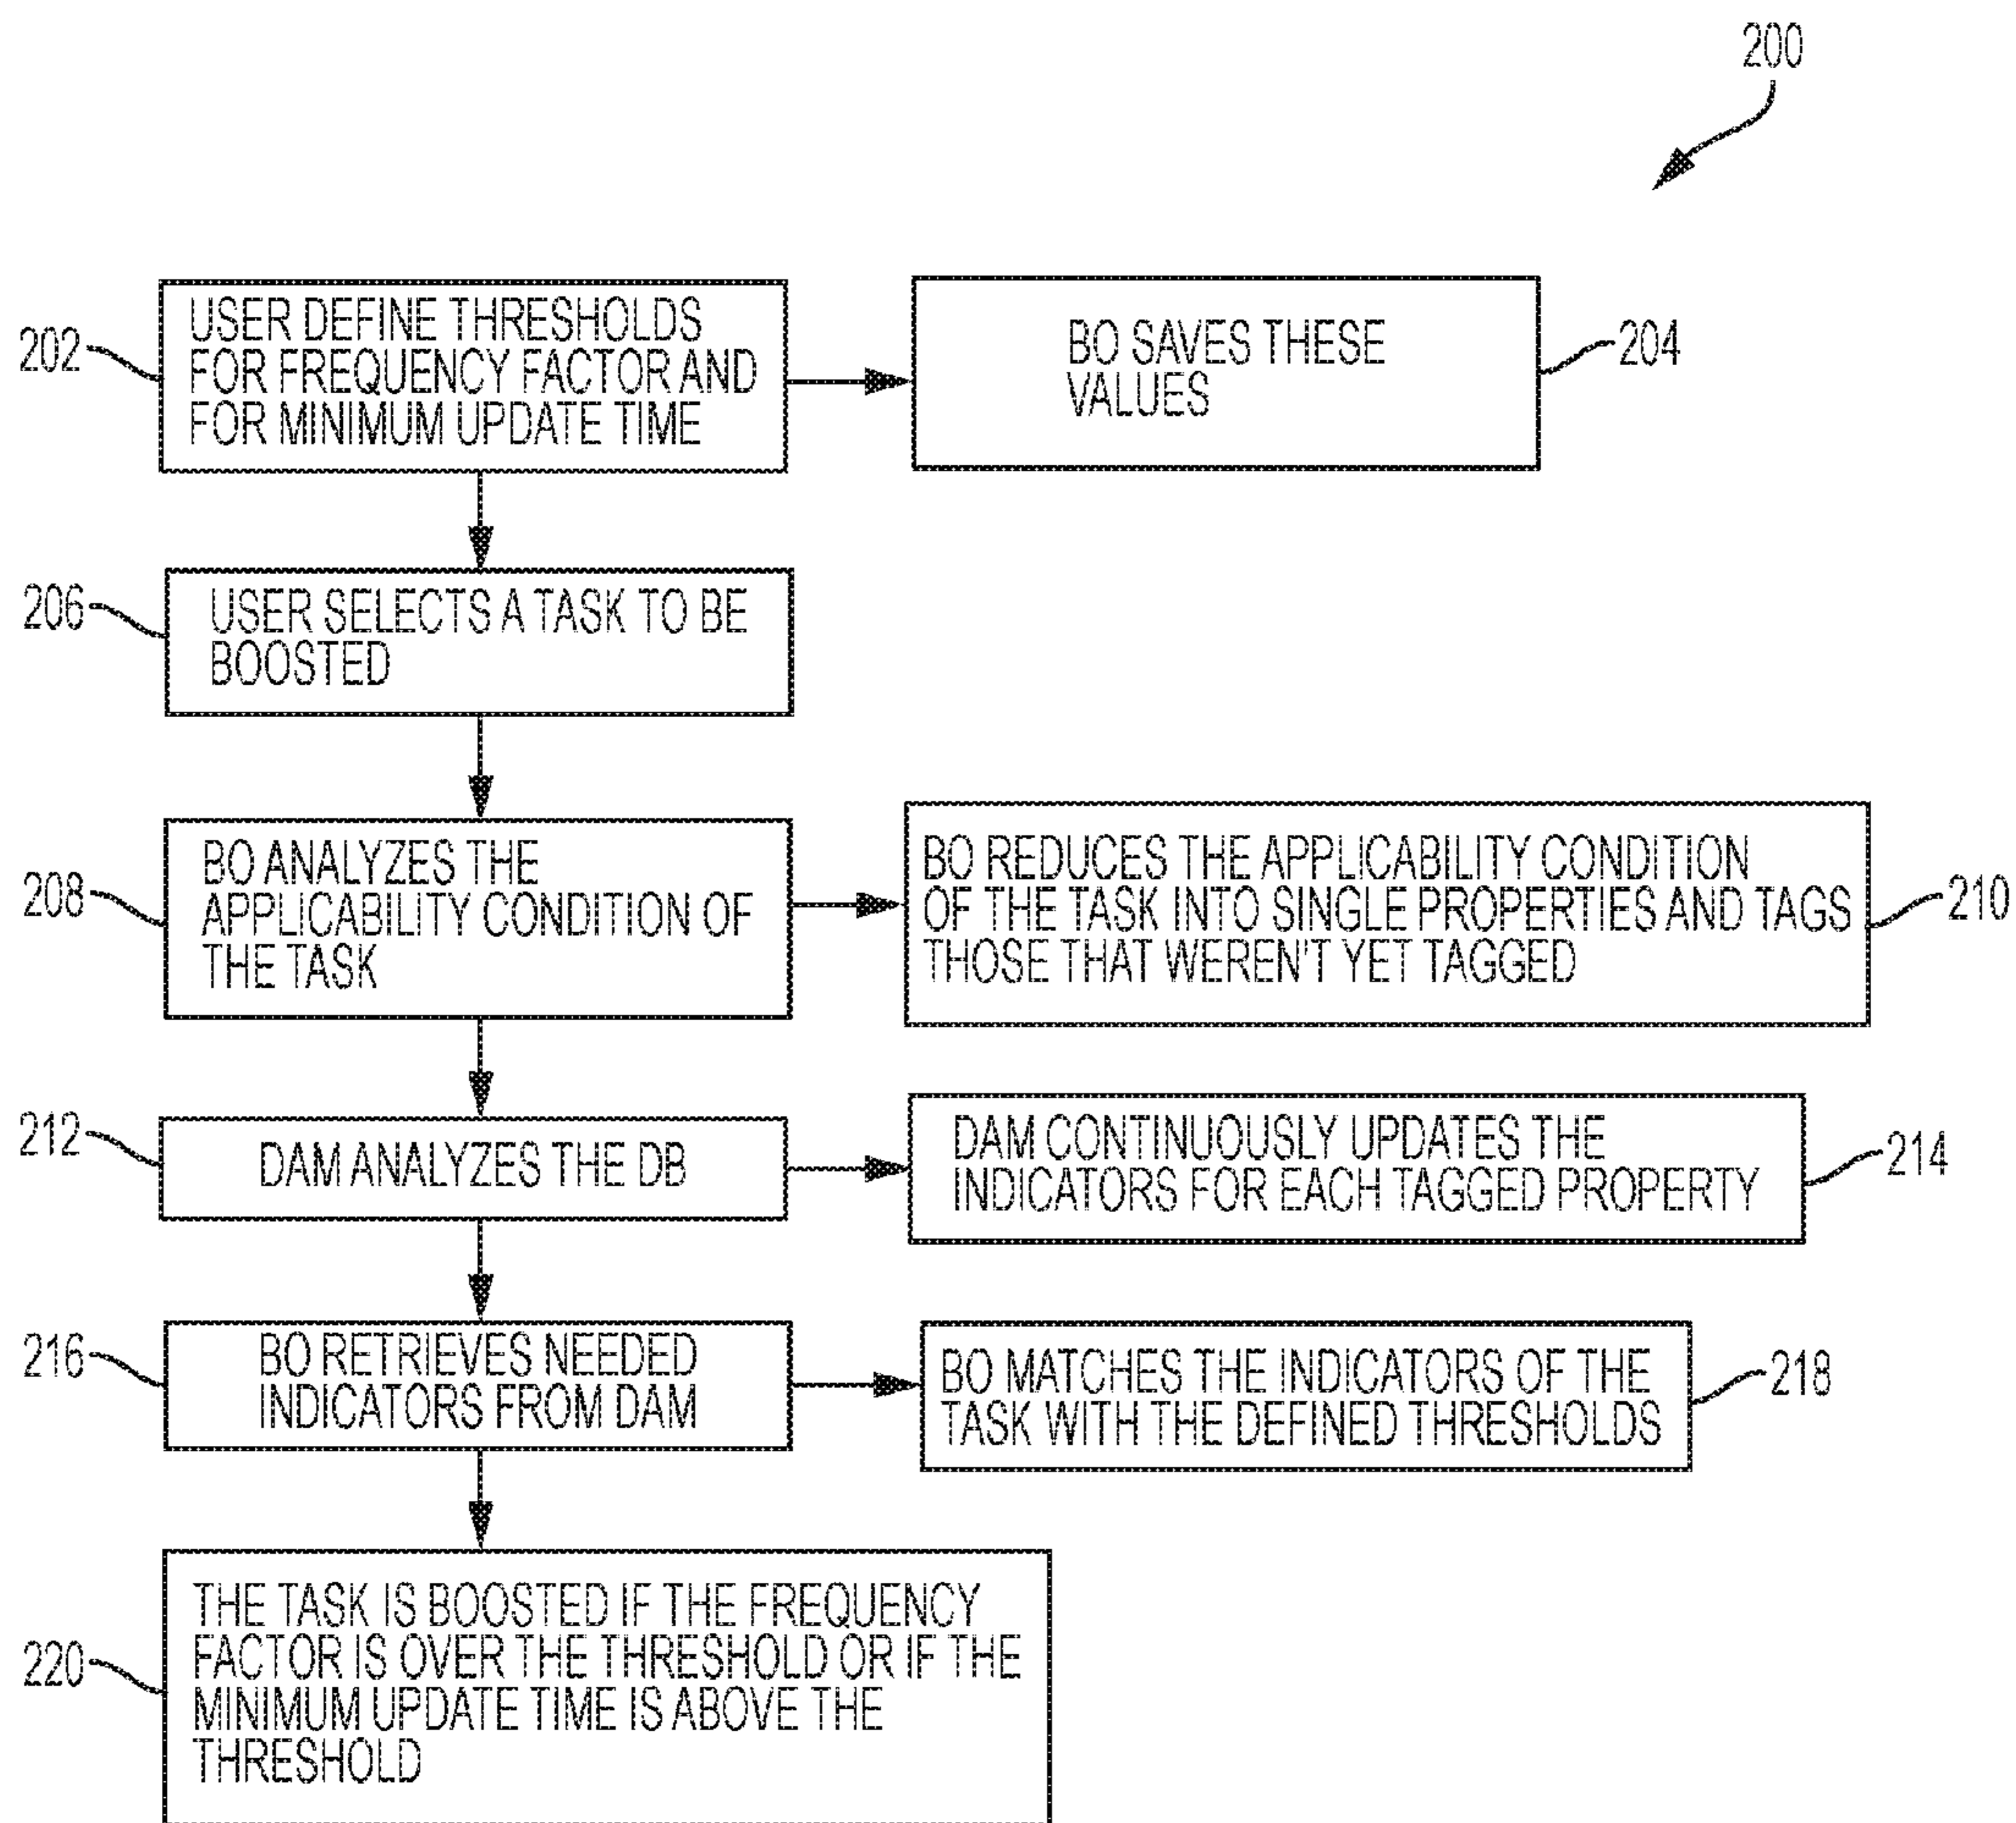 200
202
USER DEFINE THRESHOLDS
FOR FREQUENCY FACTOR AND
FOR MINIMUM UPDATE TIME
BO SAVES THESE
VALUES
204
206
USER SELECTS A TASK TO BE
BOOSTED
208
BO ANALYZES THE
APPLICABILITY CONDITION OF
THE TASK
BO REDUCES THE APPLICABILITY CONDITION
OF THE TASK INTO SINGLE PROPERTIES AND TAGS
THOSE THAT WEREN'T YET TAGGED
210
212
DAM ANALYZES THE DB
DAM CONTINUOUSLY UPDATES THE
INDICATORS FOR EACH TAGGED PROPERTY
214
216
BO RETRIEVES NEEDED
INDICATORS FROM DAM
BO MATCHES THE INDICATORS OF THE
TASK WITH THE DEFINED THRESHOLDS
218
220
THE TASK IS BOOSTED IF THE FREQUENCY
FACTOR IS OVER THE THRESHOLD OR IF THE
MINIMUM UPDATE TIME IS ABOVE THE
THRESHOLD